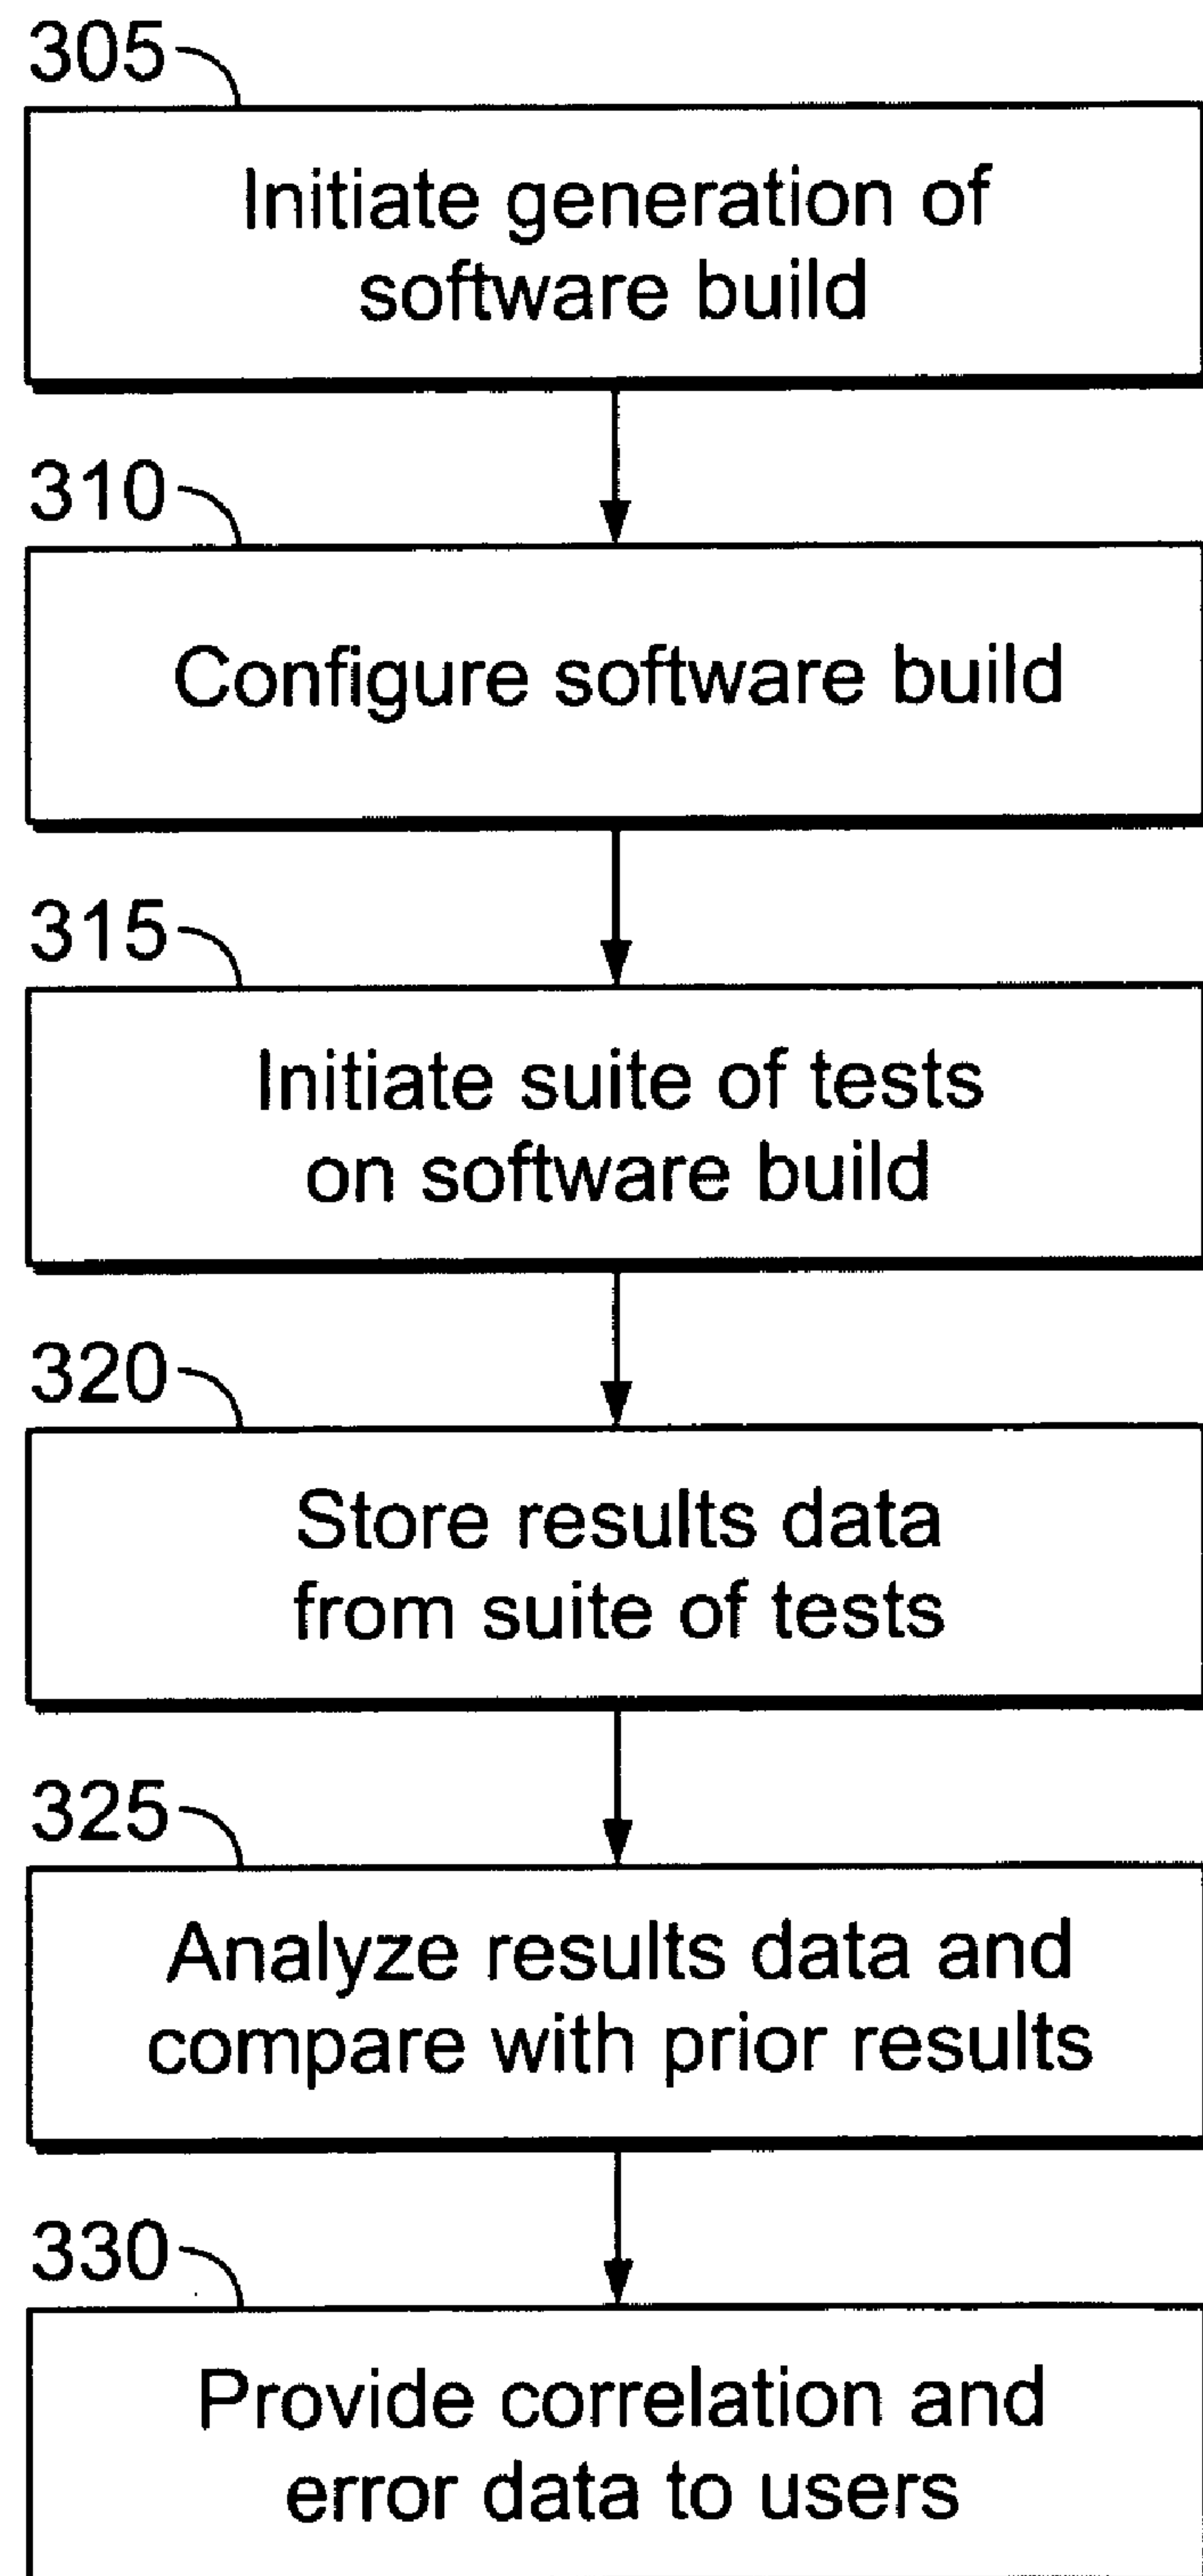 305
Initiate generation of
software build
310
Configure software build
315
Initiate suite of tests
on software build
320
Store results data
from suite of tests
325
Analyze results data and
compare with prior results
330
Provide correlation and
error data to users